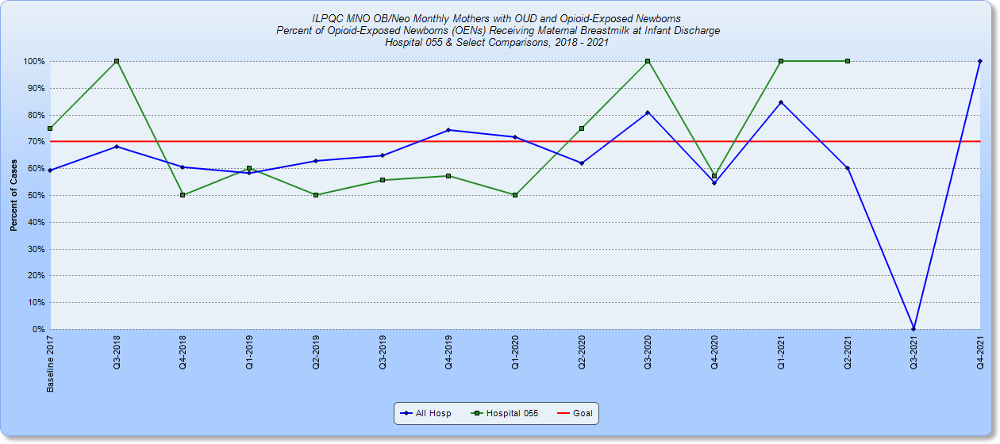 ILPQC MNO OB/Neo Monthly Mothers with OUD and Opioid-Exposed Newborns
Percent of Opioid-Exposed Newborns (OENs) Receiving Maternal Breastmilk at Infant Discharge
Hospital 055 & Select Comparisons, 2018 - 2021
Percent of Cases
100%
90%
80%
70%
60%
50%
40%
30%
20%
10%
0%
Baseline 2017
Q3-2018
Q4-2018
Q1-2019
Q2-2019
Q3-2019
Q4-2019
Q1-2020
Q2-2020
Q3-2020
Q4-2020
Q1-2021
Q2-2021
Q3-2021
Q4-2021
All Hosp Hospital 055 Goal